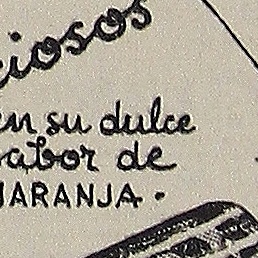 ciosos
en su dulce
sabor de
NARANJA.